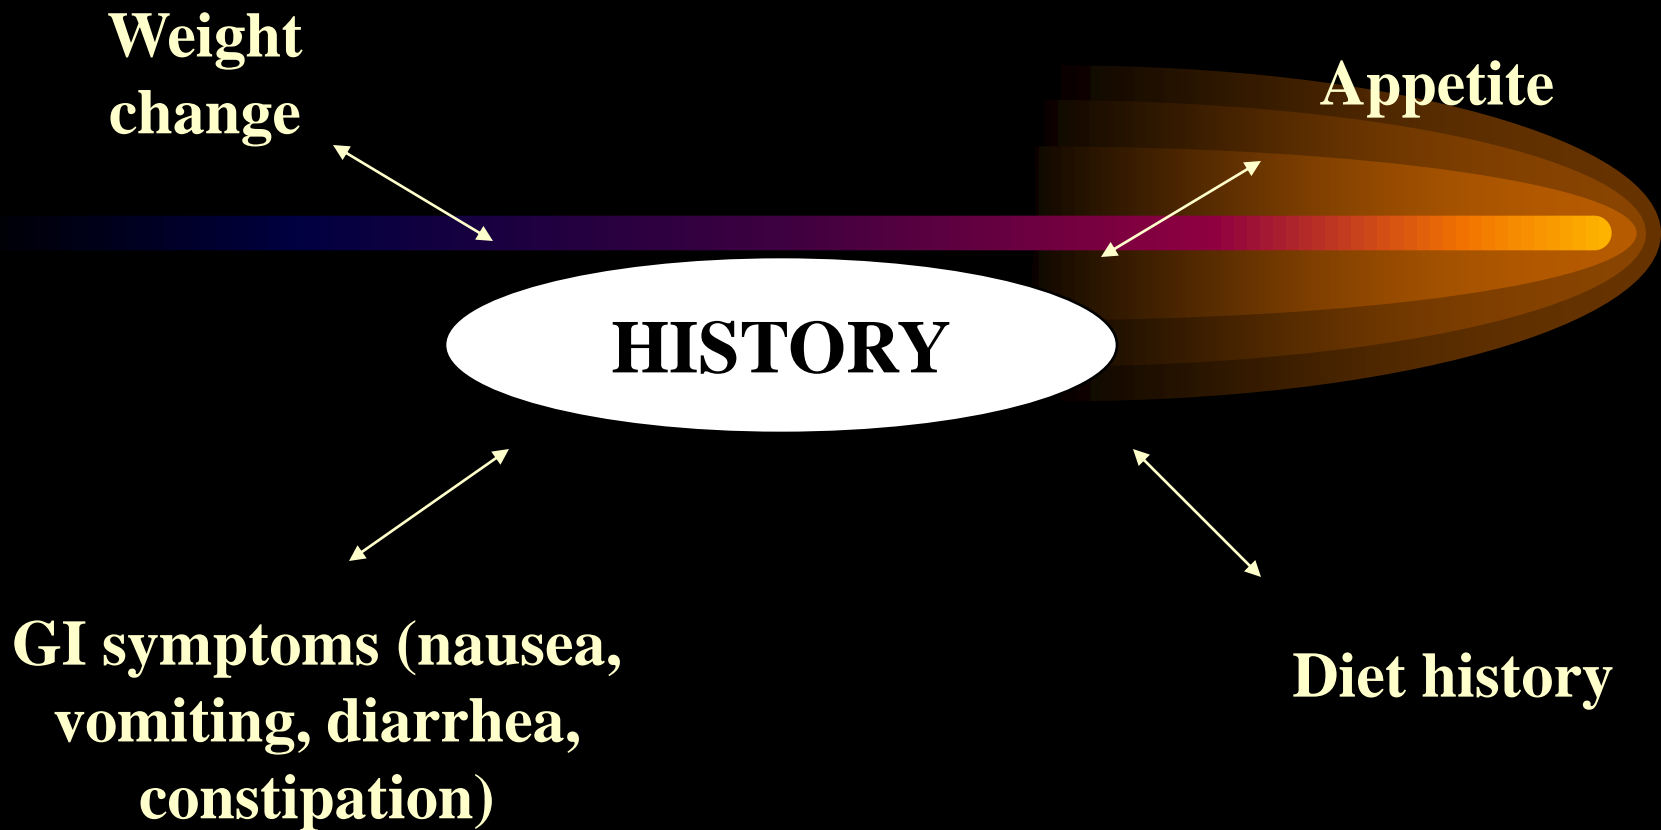 Weight
change
Appetite
HISTORY
GI symptoms (nausea,
vomiting, diarrhea,
constipation)
Diet history